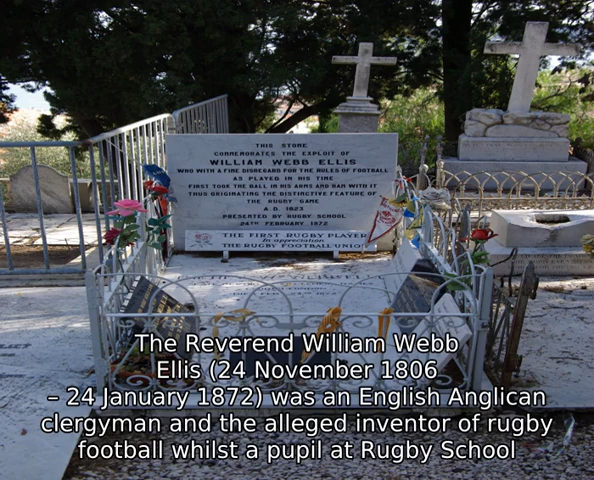 THIS STONE
COMMEMORATES THE EXPLOIT OF
WILLIAM WEBB ELLIS
WHO WITH A FINE DISREGARD FOR THE RULES OF FOOTBALL
AS PLAYED IN HIS TIME
FIRST TOOK THE BALL IN HIS ARMS AND RAN WITH IT
THUS ORIGINATING THE DISTINCTIVE FEATURE OF
THE RUGBY GAME
A.D. 1823
PRESENTED BY RUGBY SCHOOL
24TH FEBRUARY 1972
THE FIRST RUGBY PLAYER
In appreciation
THE RUGBY FOOTBALL UNION
The Reverend William Webb
Ellis (24 November 1806
– 24 January 1872) was an English Anglican
clergyman and the alleged inventor of rugby
football whilst a pupil at Rugby School